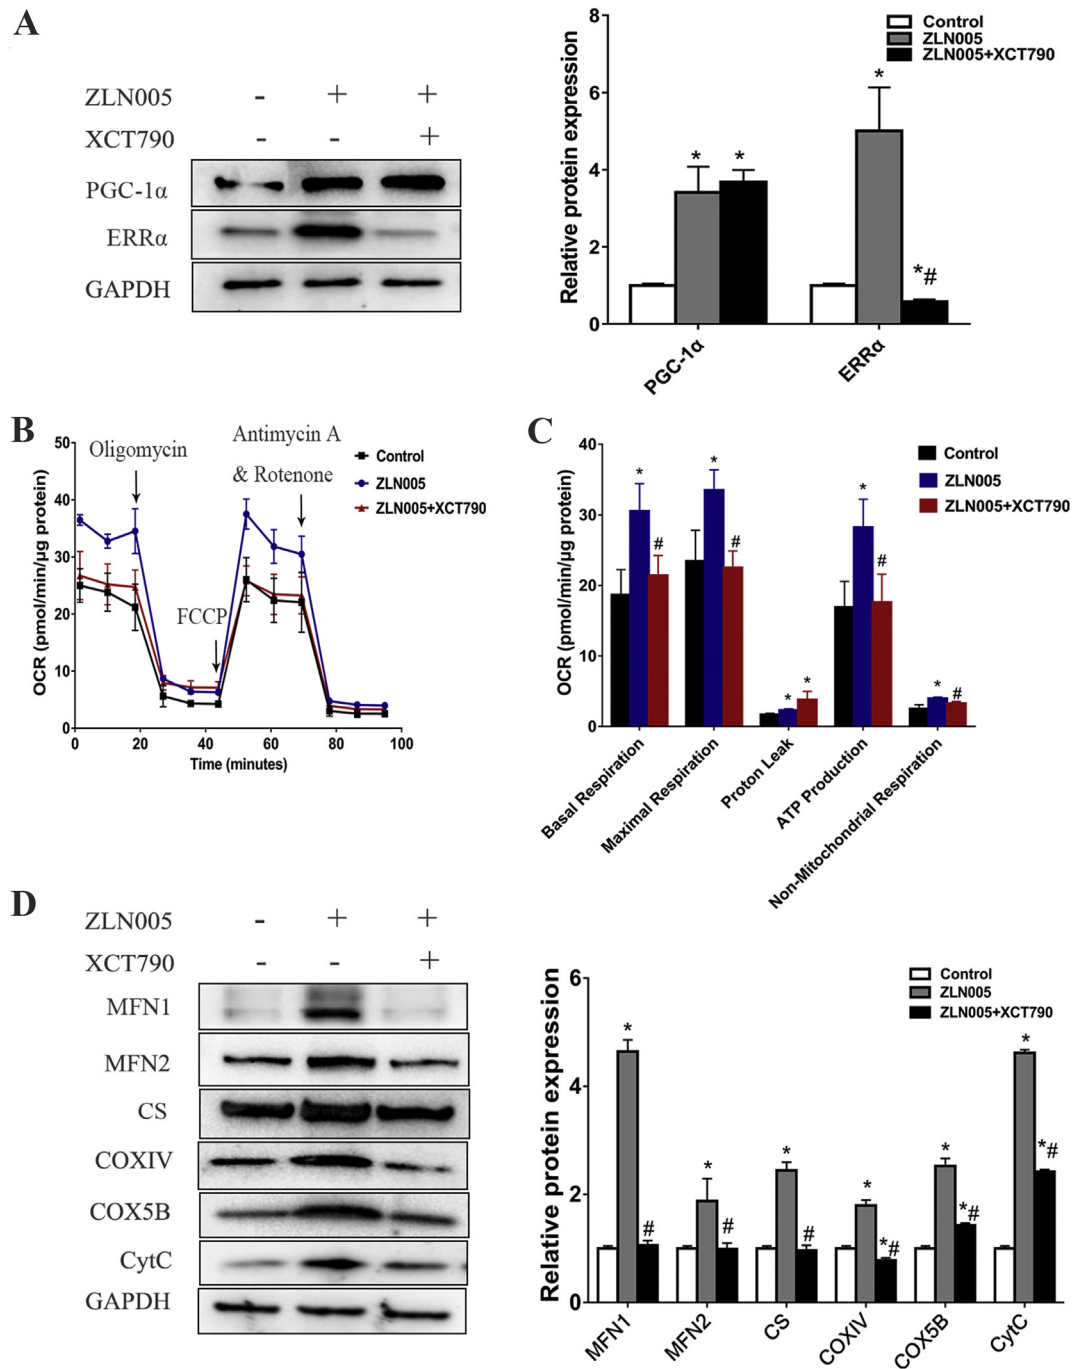 A
ZLN005 - + +
XCT790 - - +
PGC-1α
ERRα
GAPDH
Relative protein expression
8
6
4
2
0
Control
ZLN005
ZLN005+XCT790
* * * *#
PGC-1α ERRα
B
OCR (pmol/min/μg protein)
50
40
30
20
10
0
Oligomycin
FCCP
Antimycin A
& Rotenone
Control
ZLN005
ZLN005+XCT790
0 20 40 60 80 100
Time (minutes)
C
OCR (pmol/min/μg protein)
40
30
20
10
0
Control
ZLN005
ZLN005+XCT790
* # * # * * * # * #
Basal Respiration
Maximal Respiration
Proton Leak
ATP Production
Non-Mitochondrial Respiration
D
ZLN005 - + +
XCT790 - - +
MFN1
MFN2
CS
COXIV
COX5B
CytC
GAPDH
Relative protein expression
6
4
2
0
Control
ZLN005
ZLN005+XCT790
* # * # * # * *# * *# * *#
MFN1 MFN2 CS COXIV COX5B CytC